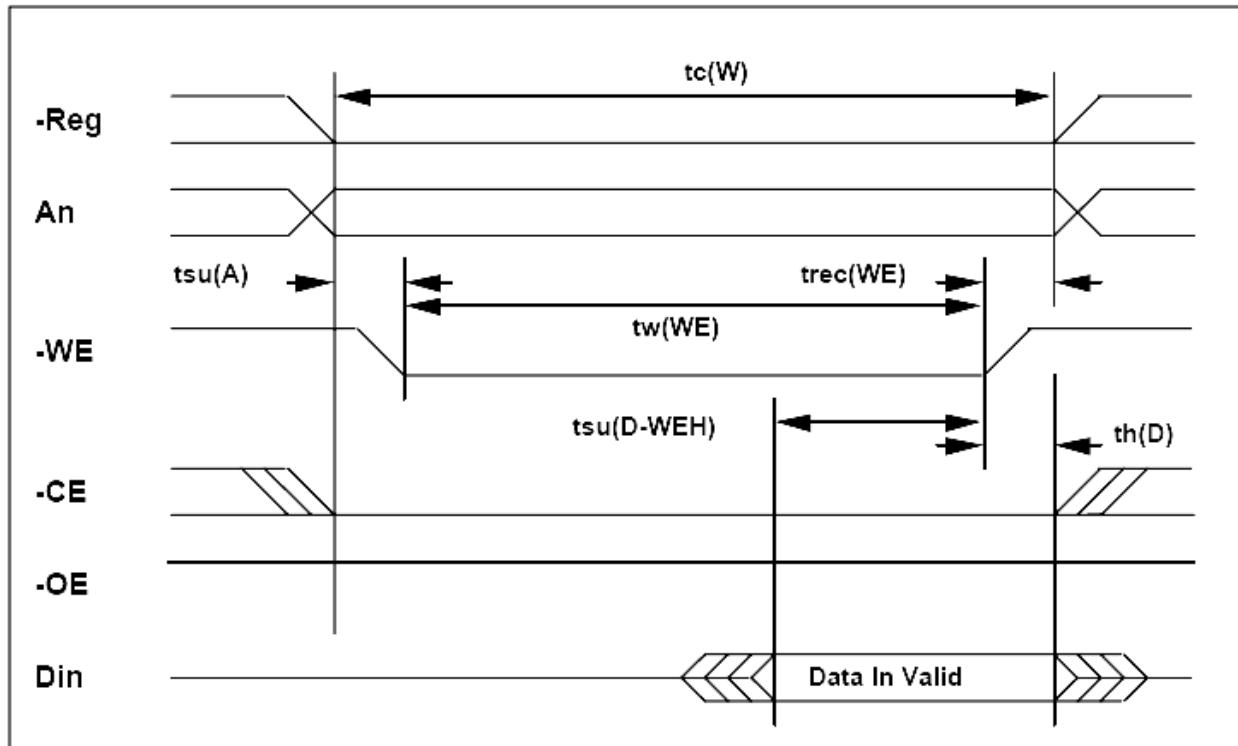 tc(W)
-Reg
An
tsu(A)
trec(WE)
tw(WE)
-WE
tsu(D-WEH)
th(D)
-CE
-OE
Din
Data In Valid